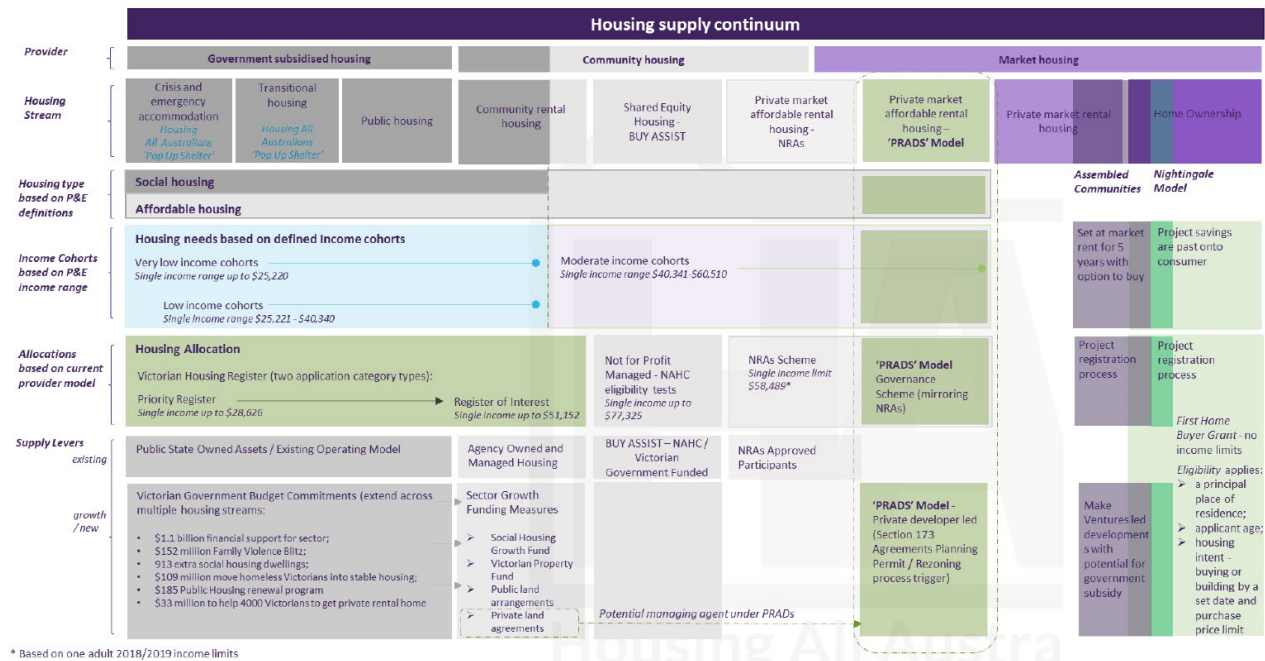 Housing supply continuum
Provider
Government subsidised housing
Community housing
Market housing
Housing
Stream
Crisis and
emergency
accommodation
Housing
All Australians
'Pop Up Shelter'
Transitional
housing
Housing All
Australians
'Pop Up Shelter'
Public housing
Community rental
housing
Shared Equity
Housing -
BUY ASSIST
Private market
affordable rental
housing -
NRAs
Private market
affordable rental
housing –
'PRADS' Model
Private market rental
housing
Home Ownership
Housing type
based on P&E
definitions
Social housing
Affordable housing
Assembled
Communities
Nightingale
Model
Income Cohorts
based on P&E
income range
Housing needs based on defined Income cohorts
Very low income cohorts
Single income range up to $25,220
Low income cohorts
Single Income range $25,221 - $40,340
Moderate income cohorts
Single income range $40,341-$60,510
Set at market
rent for 5
years with
option to buy
Project savings
are past onto
consumer
Allocations
based on current
provider model
Housing Allocation
Victorian Housing Register (two application category types):
Priority Register
Single income up to $28,626
Register of Interest
Single income up to $51,152
Not for Profit
Managed - NAHC
eligibility tests
Single income up to
$77,325
NRAs Scheme
Single income limit
$58,489*
'PRADS' Model
Governance
Scheme (mirroring
NRAs)
Project
registration
process
Project
registration
process
Supply Levers
existing
Public State Owned Assets / Existing Operating Model
Agency Owned and
Managed Housing
BUY ASSIST – NAHC /
Victorian
Government Funded
NRAs Approved
Participants
First Home
Buyer Grant - no
income limits
Eligibility applies:
➢ a principal
place of
residence;
➢ applicant age;
➢ housing
intent -
buying or
building by a
set date and
purchase
price limit
growth
/ new
Victorian Government Budget Commitments (extend across
multiple housing streams:
• $1.1 billion financial support for sector;
• $152 million Family Violence Blitz;
• 913 extra social housing dwellings;
• $109 million move homeless Victorians into stable housing;
• $185 Public Housing renewal program
• $33 million to help 4000 Victorians to get private rental home
Sector Growth
Funding Measures
➢ Social Housing
Growth Fund
➢ Victorian Property
Fund
➢ Public land
arrangements
➢ Private land
agreements
Potential managing agent under PRADs
'PRADS' Model -
Private developer led
(Section 173
Agreements Planning
Permit / Rezoning
process trigger)
Make
Ventures led
development
s with
potential for
government
subsidy
Housing All Austra
* Based on one adult 2018/2019 income limits